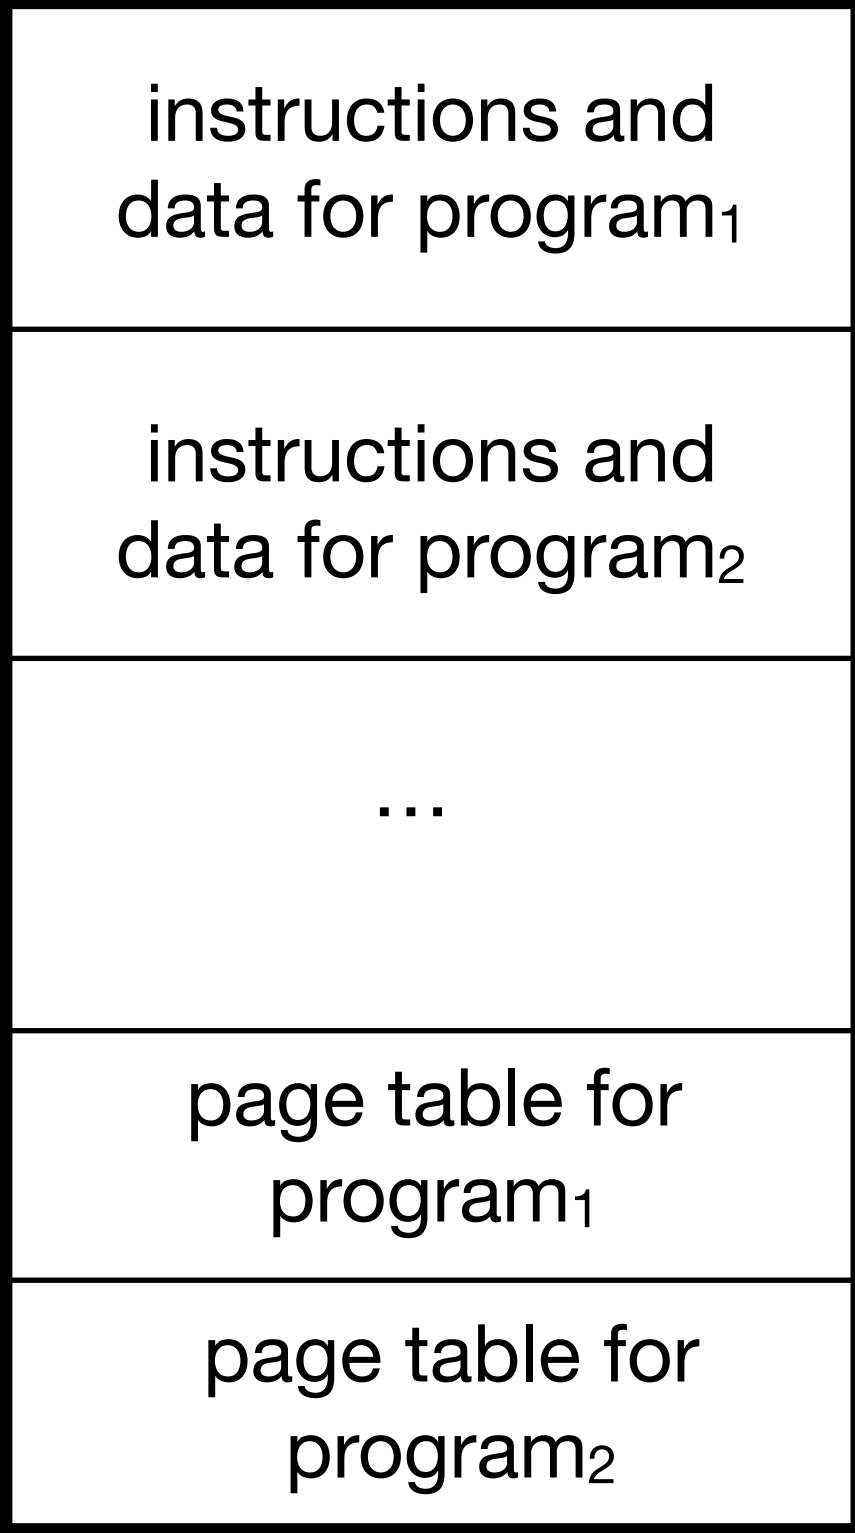 instructions and
data for program₁
instructions and
data for program₂
...
page table for
program₁
page table for
program₂